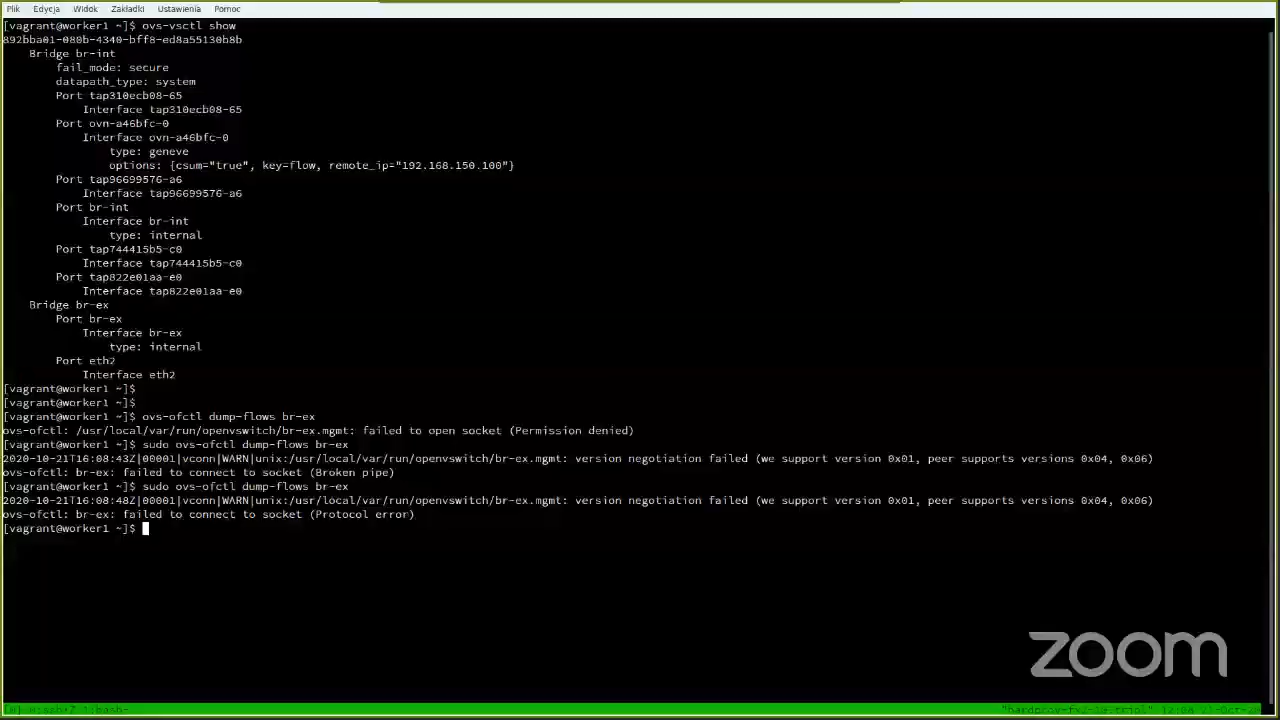 Plik Edycja Widok Zakładki Ustawienia Pomoc
[vagrant@worker1 ~]$ ovs-vsctl show
892bba01-080b-4340-bff8-ed8a55130b8b
Bridge br-int
fail_mode: secure
datapath_type: system
Port tap310ecb08-65
Interface tap310ecb08-65
Port ovn-a46bfc-0
Interface ovn-a46bfc-0
type: geneve
options: {csum="true", key=flow, remote_ip="192.168.150.100"}
Port tap96699576-a6
Interface tap96699576-a6
Port br-int
Interface br-int
type: internal
Port tap744415b5-c0
Interface tap744415b5-c0
Port tap822e01aa-e0
Interface tap822e01aa-e0
Bridge br-ex
Port br-ex
Interface br-ex
type: internal
Port eth2
Interface eth2
[vagrant@worker1 ~]$
[vagrant@worker1 ~]$
[vagrant@worker1 ~]$ ovs-ofctl dump-flows br-ex
ovs-ofctl: /usr/local/var/run/openvswitch/br-ex.mgmt: failed to open socket (Permission denied)
[vagrant@worker1 ~]$ sudo ovs-ofctl dump-flows br-ex
2020-10-21T16:08:43Z|00001|vconn|WARN|unix:/usr/local/var/run/openvswitch/br-ex.mgmt: version negotiation failed (we support version 0x01, peer supports versions 0x04, 0x06)
ovs-ofctl: br-ex: failed to connect to socket (Broken pipe)
[vagrant@worker1 ~]$ sudo ovs-ofctl dump-flows br-ex
2020-10-21T16:08:48Z|00001|vconn|WARN|unix:/usr/local/var/run/openvswitch/br-ex.mgmt: version negotiation failed (we support version 0x01, peer supports versions 0x04, 0x06)
ovs-ofctl: br-ex: failed to connect to socket (Protocol error)
[vagrant@worker1 ~]$
zoom